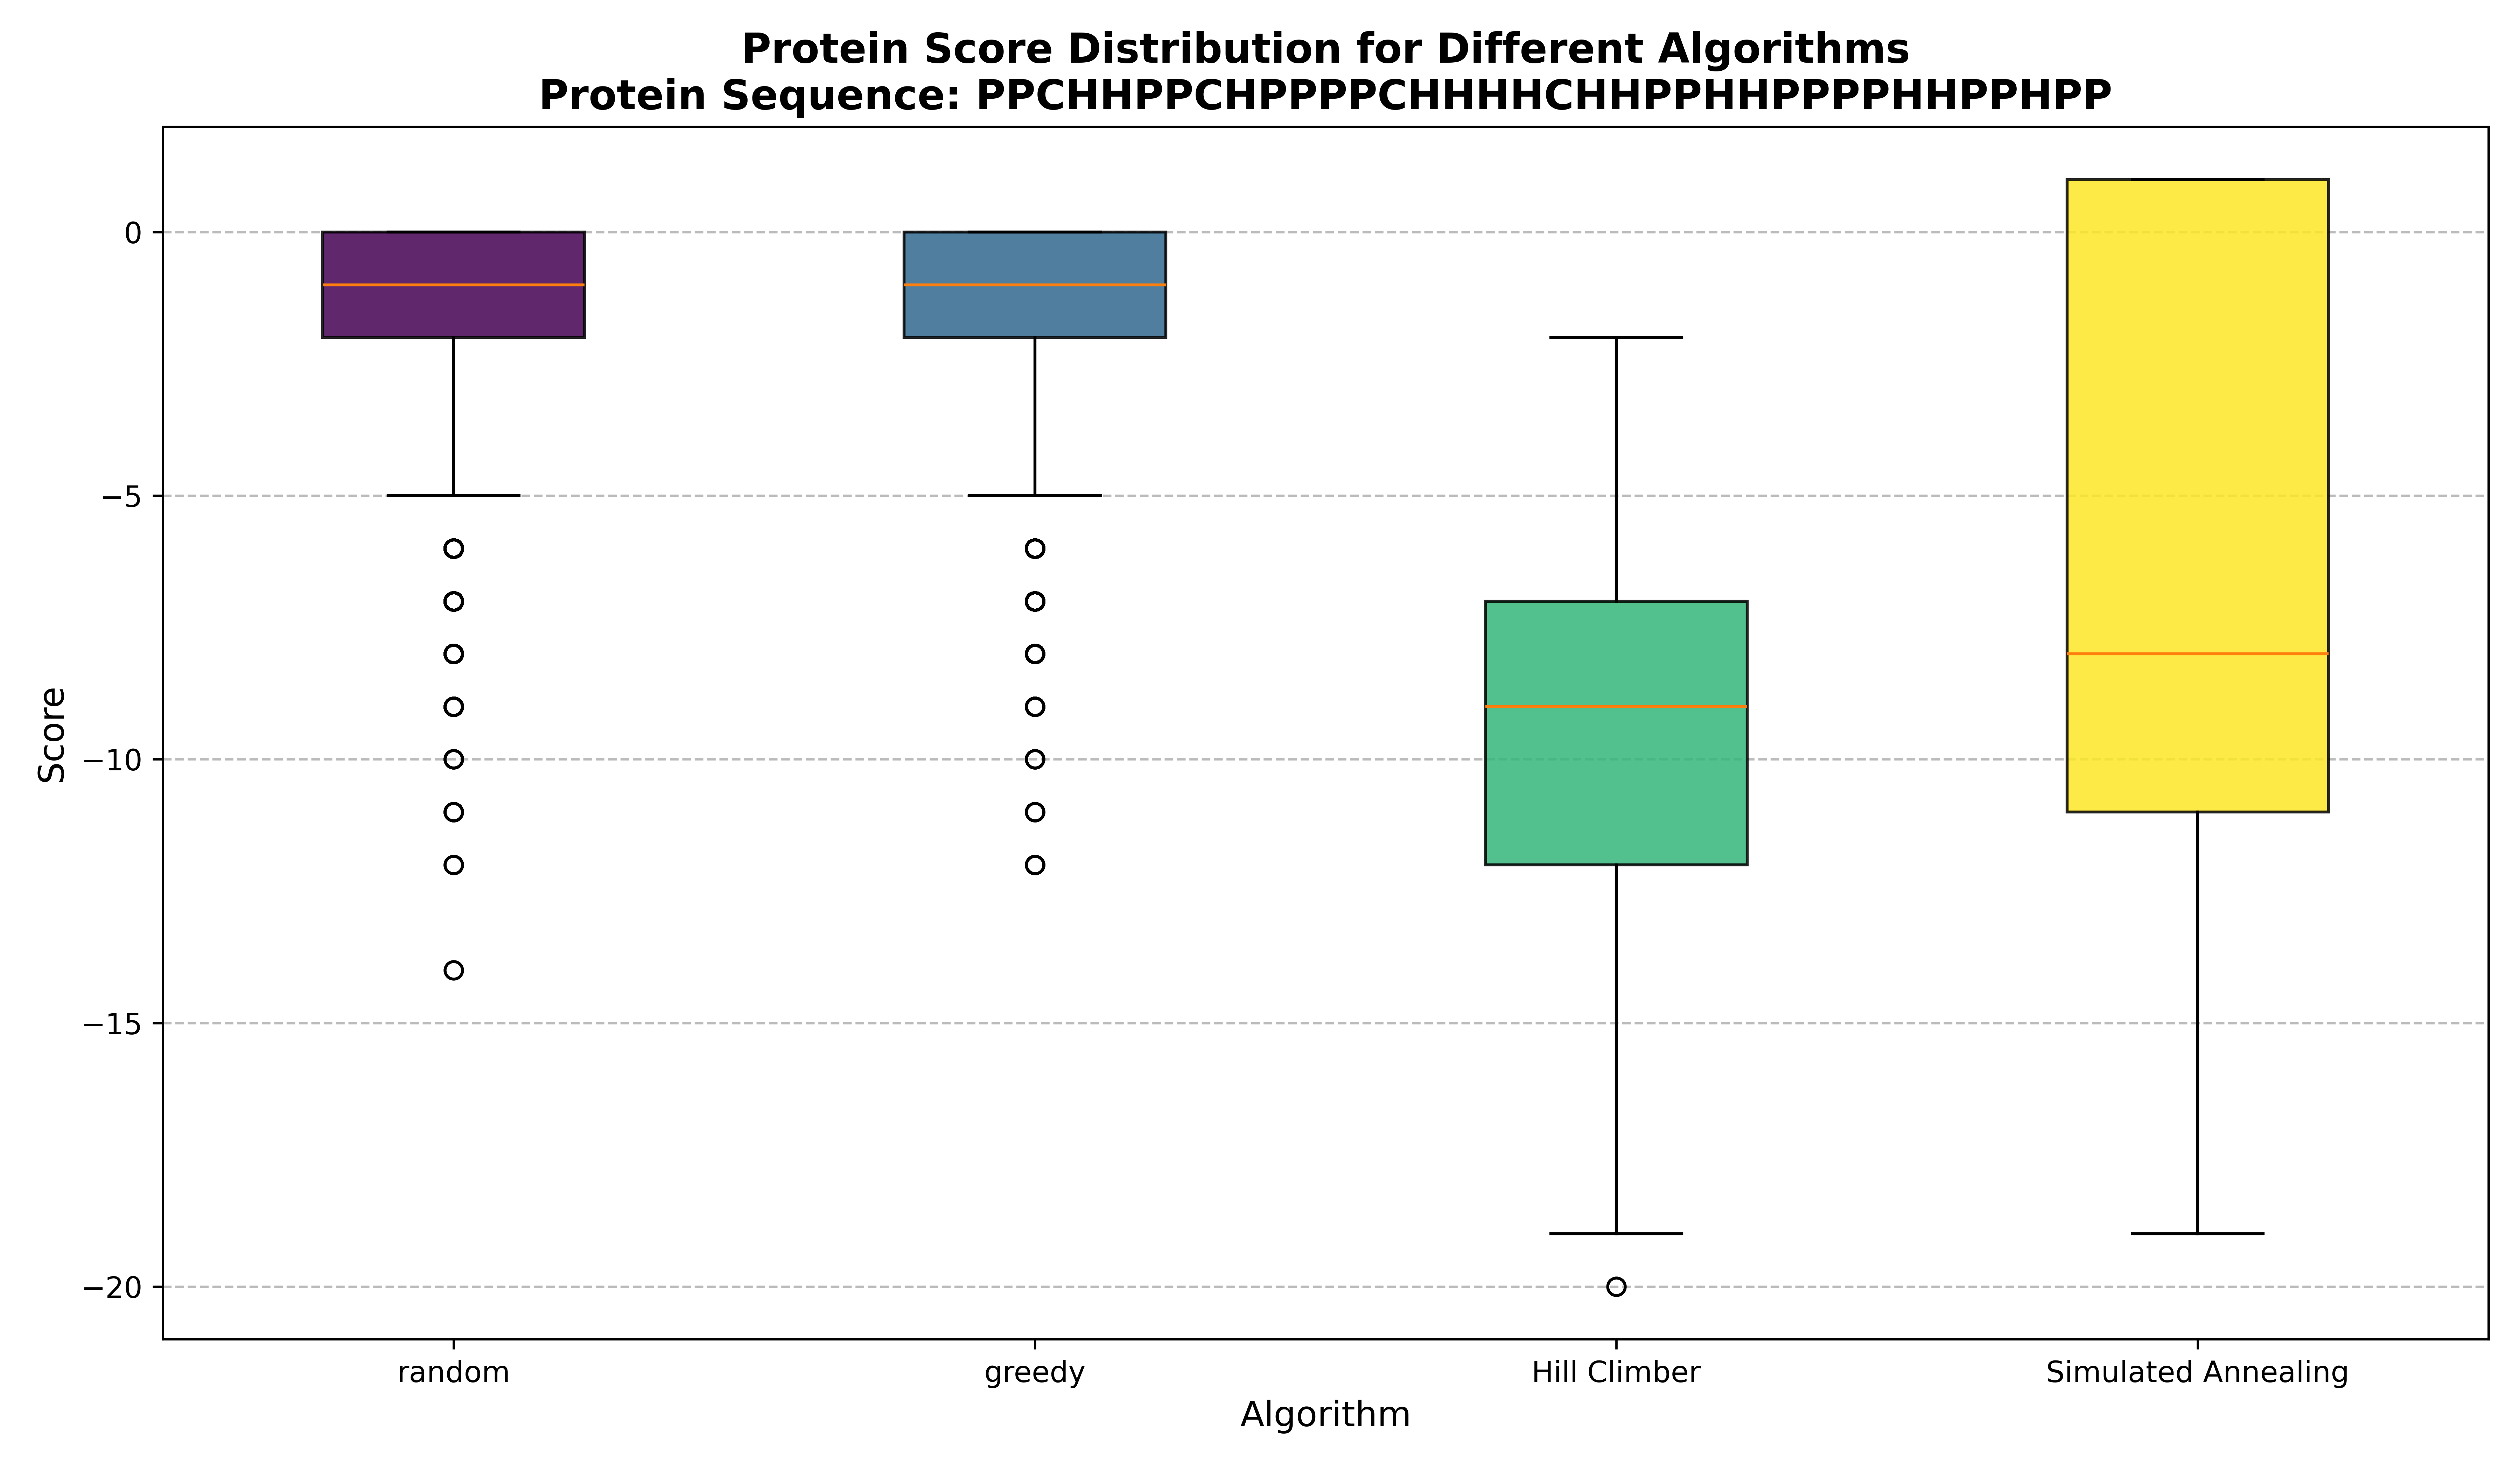 Protein Score Distribution for Different Algorithms
Protein Sequence: PPCHHPPCHPPPPCHHHHCHHPPHHPPPPHHPPHPP
0
−5
−10
−15
−20
Score
random
greedy
Hill Climber
Simulated Annealing
Algorithm